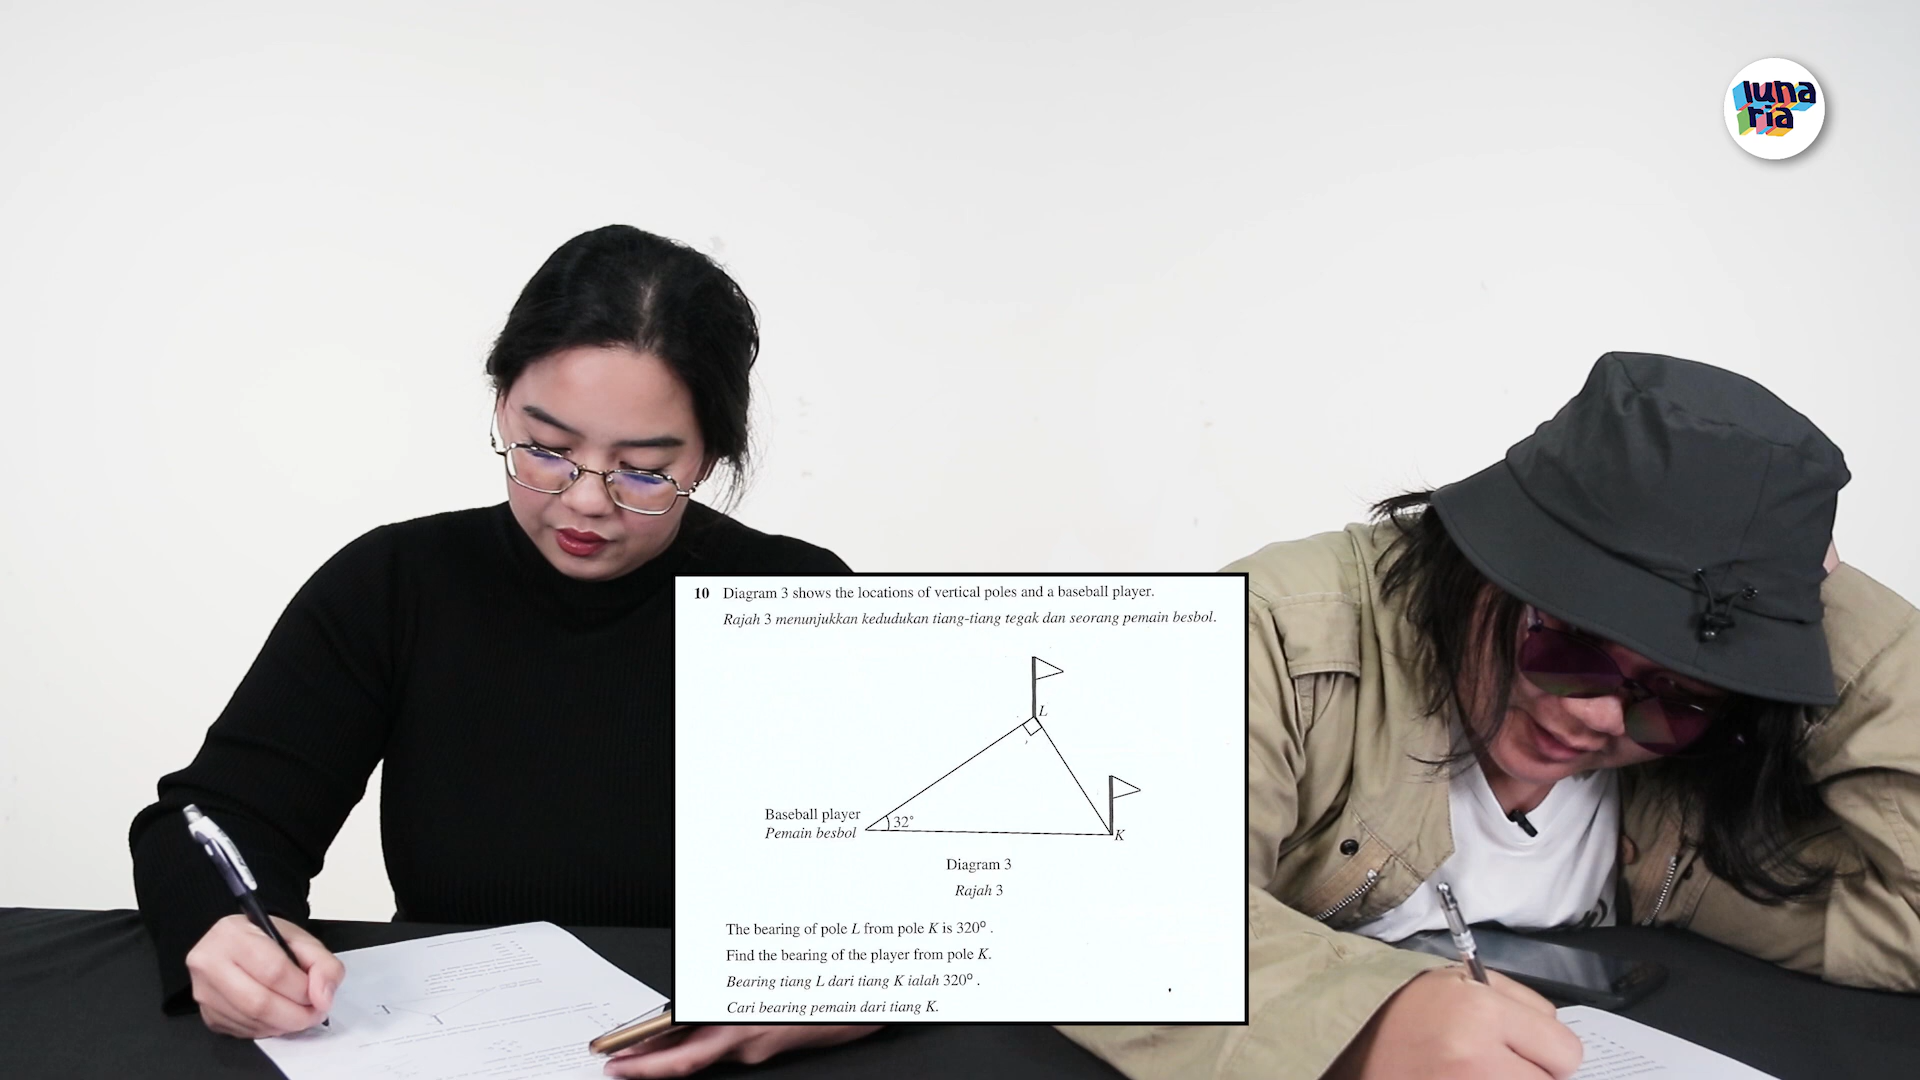 luna
ria
10 Diagram 3 shows the locations of vertical poles and a baseball player.
Rajah 3 menunjukkan kedudukan tiang-tiang tegak dan seorang pemain besbol.
L
Baseball player
Pemain besbol
32°
K
Diagram 3
Rajah 3
The bearing of pole L from pole K is 320° .
Find the bearing of the player from pole K.
Bearing tiang L dari tiang K ialah 320° .
Cari bearing pemain dari tiang K.